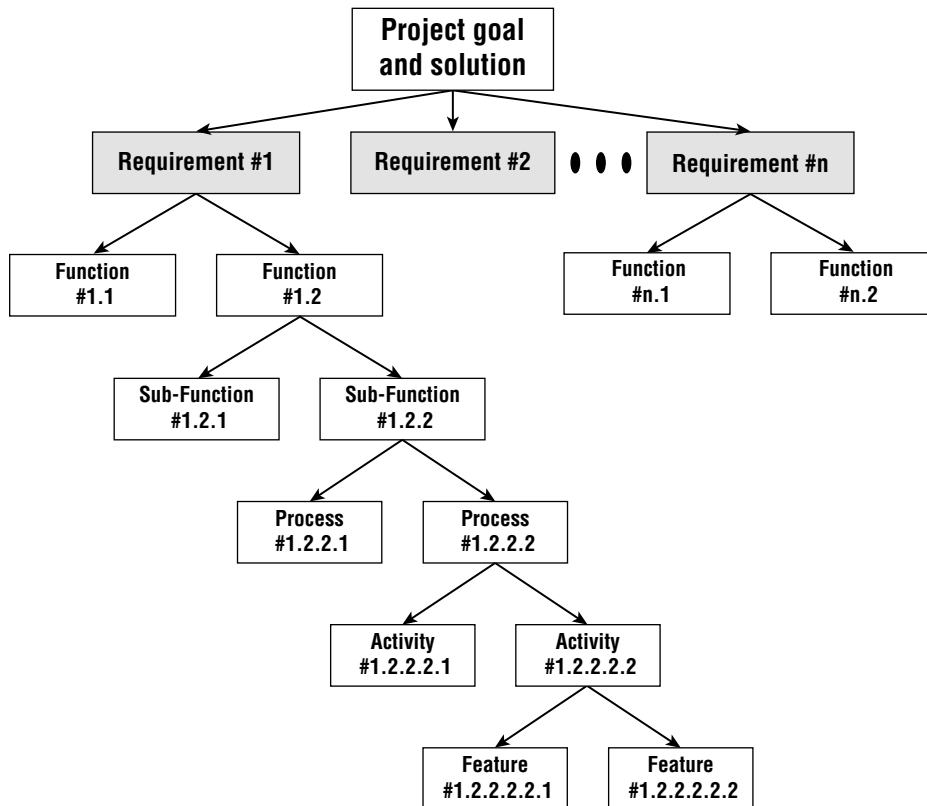 Project goal
and solution
Requirement #1
Requirement #2
Requirement #n
Function
#1.1
Function
#1.2
Function
#n.1
Function
#n.2
Sub-Function
#1.2.1
Sub-Function
#1.2.2
Process
#1.2.2.1
Process
#1.2.2.2
Activity
#1.2.2.2.1
Activity
#1.2.2.2.2
Feature
#1.2.2.2.2.1
Feature
#1.2.2.2.2.2